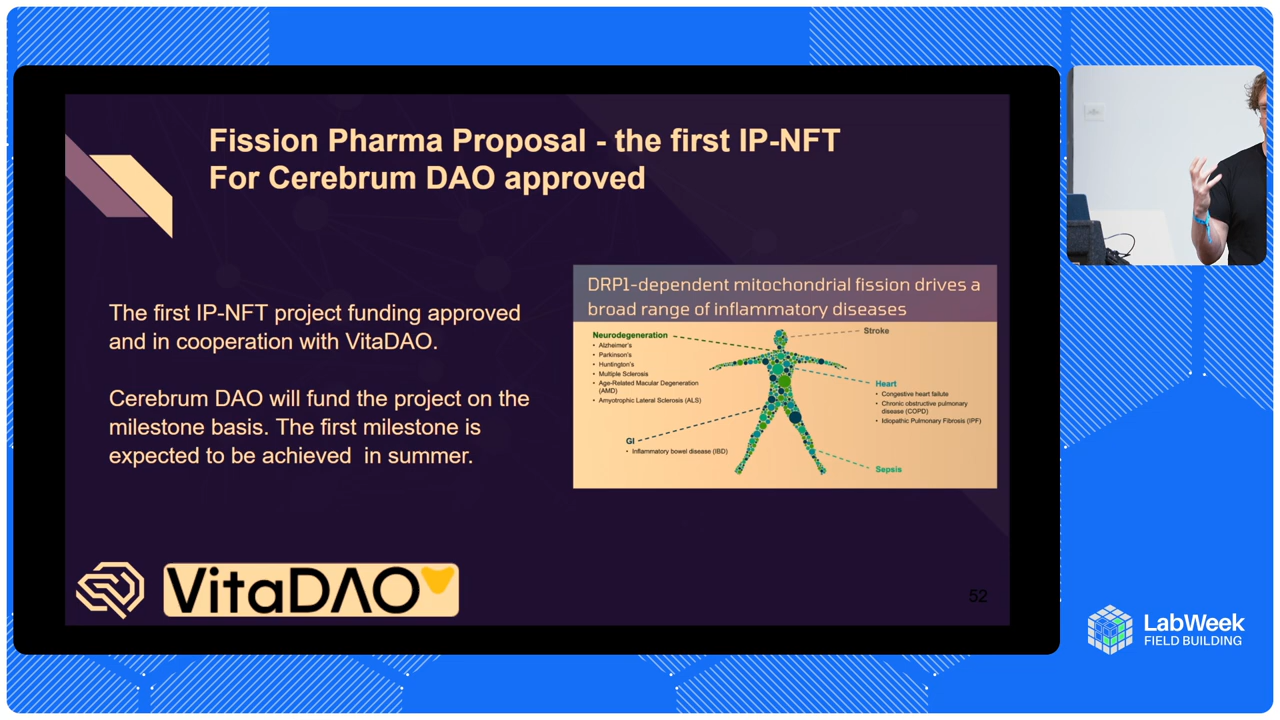 Fission Pharma Proposal - the first IP-NFT
For Cerebrum DAO approved
The first IP-NFT project funding approved
and in cooperation with VitaDAO.
Cerebrum DAO will fund the project on the
milestone basis. The first milestone is
expected to be achieved in summer.
DRP1-dependent mitochondrial fission drives a
broad range of inflammatory diseases
Neurodegeneration
• Alzheimer's
• Parkinson's
• Huntington's
• Multiple Sclerosis
• Age-Related Macular Degeneration
(AMD)
• Amyotrophic Lateral Sclerosis (ALS)
GI
• Inflammatory bowel disease (IBD)
Stroke
Heart
• Congestive heart failute
• Chronic obstructive pulmonary
disease (COPD)
• Idiopathic Pulmonary Fibrosis (IPF)
Sepsis
VitaDAO
52
LabWeek
FIELD BUILDING